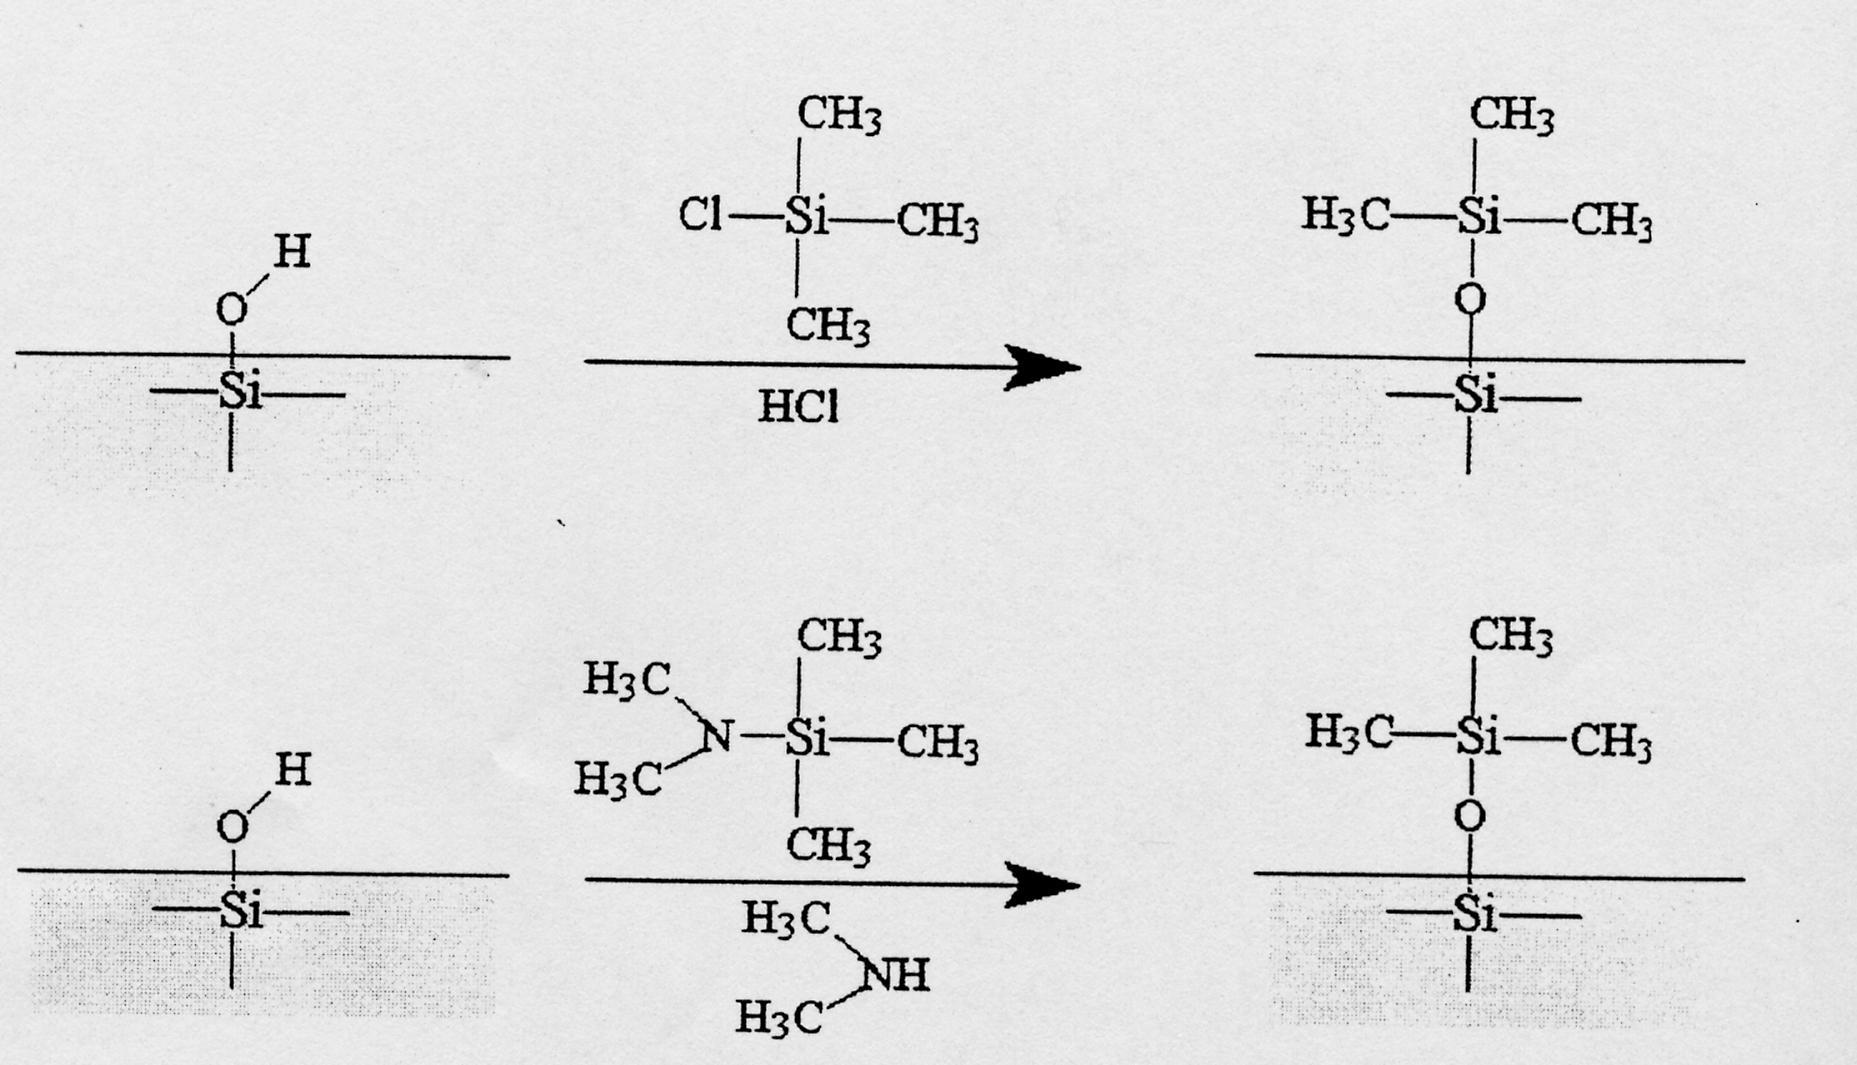 CH₃
Cl—Si—CH₃
CH₃
H
O
Si
HCl
CH₃
H₃C—Si—CH₃
O
Si
CH₃
H₃C
N—Si—CH₃
H₃C
CH₃
H
O
Si
H₃C
NH
H₃C
CH₃
H₃C—Si—CH₃
O
Si